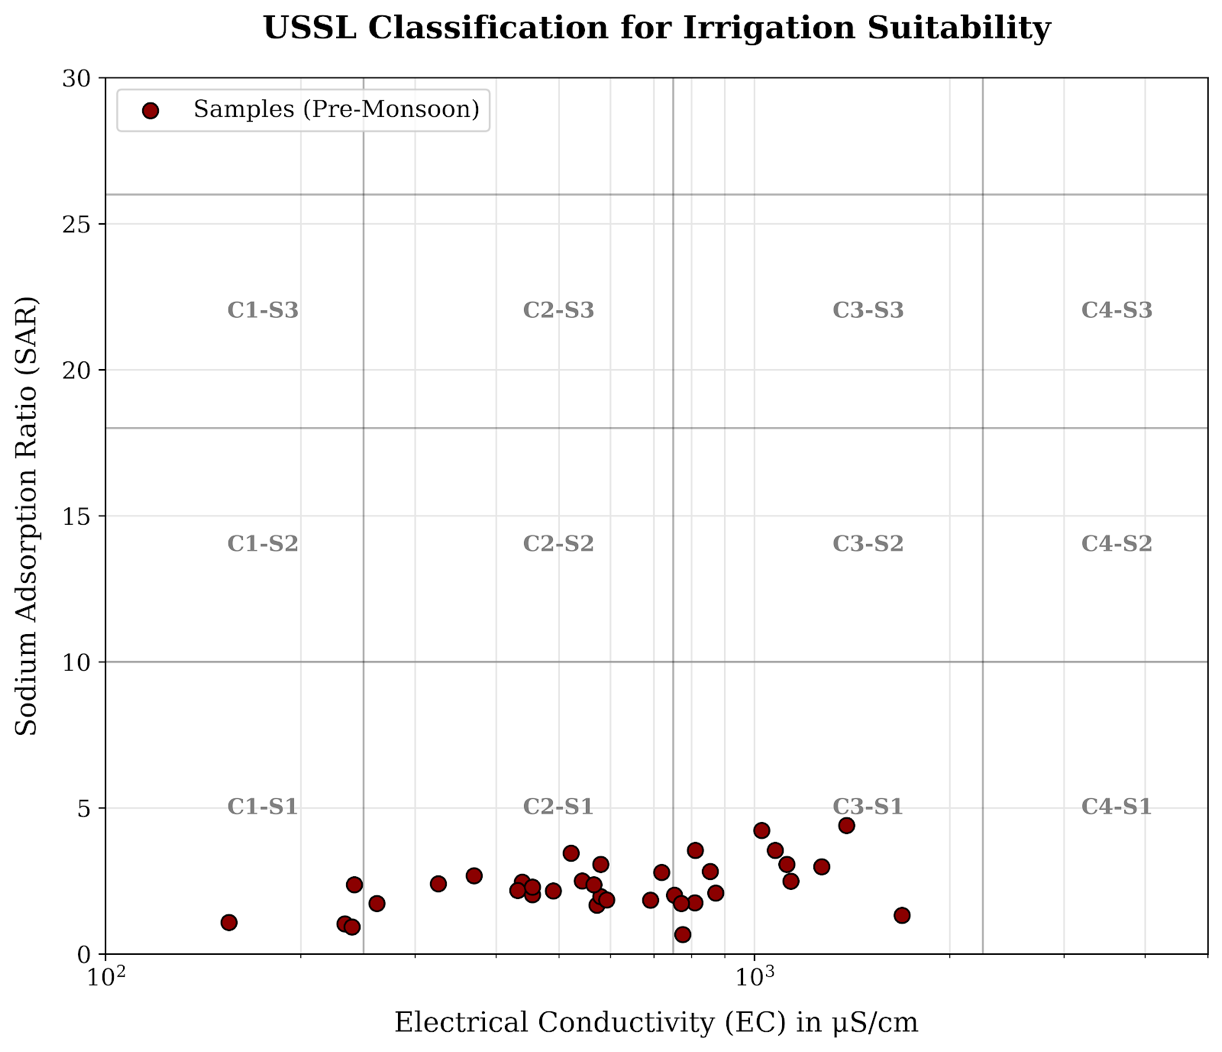 USSL Classification for Irrigation Suitability
Samples (Pre-Monsoon)
30
25
20
15
10
5
0
C1-S3 C2-S3 C3-S3 C4-S3
C1-S2 C2-S2 C3-S2 C4-S2
C1-S1 C2-S1 C3-S1 C4-S1
Sodium Adsorption Ratio (SAR)
10² 10³
Electrical Conductivity (EC) in µS/cm